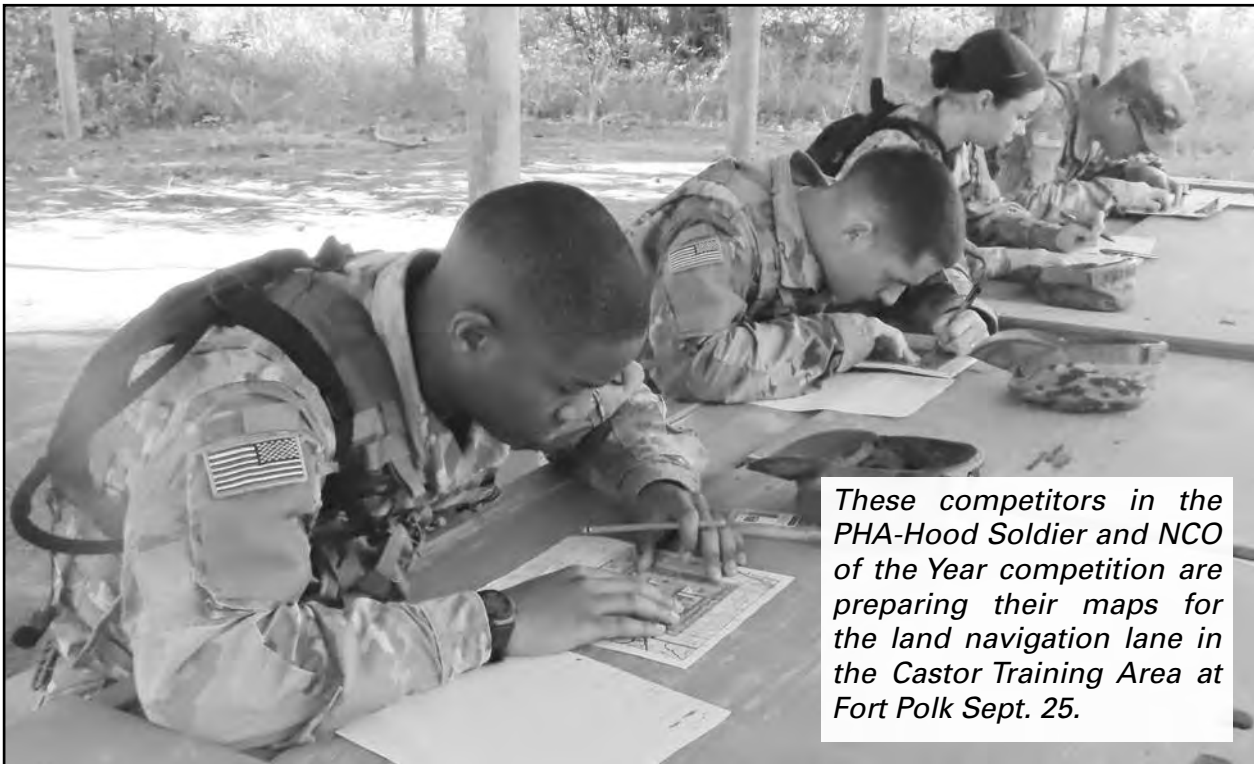 These competitors in the
PHA-Hood Soldier and NCO
of the Year competition are
preparing their maps for
the land navigation lane in
the Castor Training Area at
Fort Polk Sept. 25.